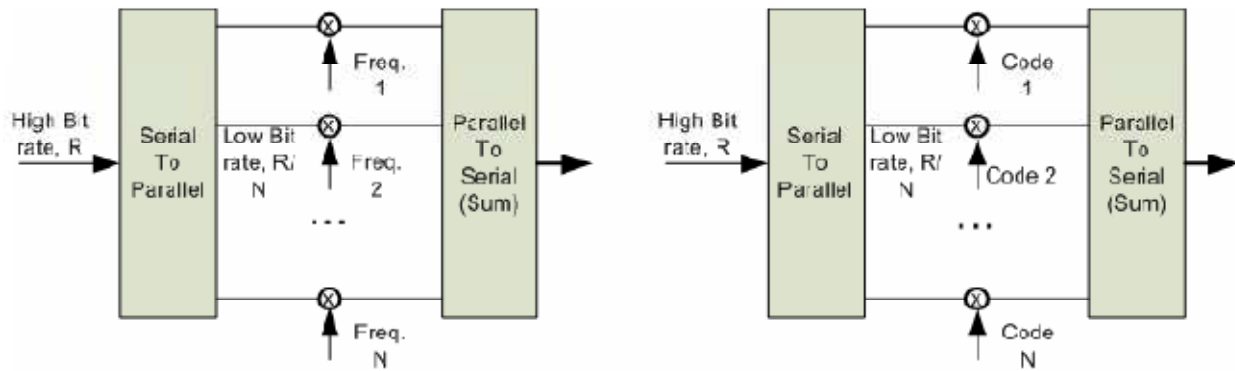 High Bit
rate, R
Serial
To
Parallel
Low Bit
rate, R/
N
Freq.
1
Freq.
2
...
Freq.
N
Parallel
To
Serial
(Sum)
High Bit
rate, R
Serial
To
Parallel
Low Bit
rate, R/
N
Code
1
Code 2
...
Code
N
Parallel
To
Serial
(Sum)